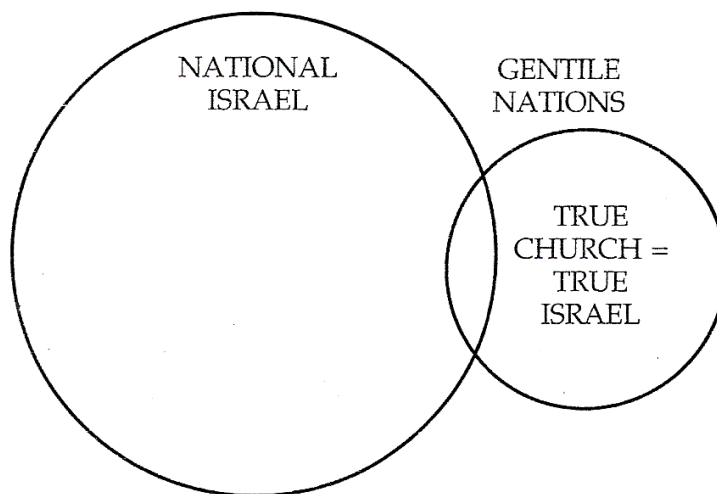 NATIONAL
ISRAEL
GENTILE
NATIONS
TRUE
CHURCH =
TRUE
ISRAEL